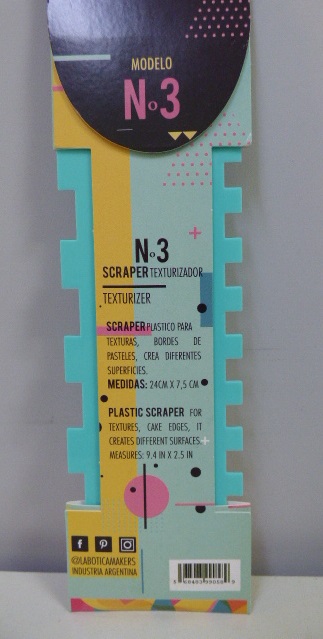 MODELO
Nº3
Nº3
SCRAPER TEXTURIZADOR
TEXTURIZER
SCRAPER PLASTICO PARA
TEXTURAS, BORDES DE
PASTELES, CREA DIFERENTES
SUPERFICIES.
MEDIDAS: 24CM X 7,5 CM
PLASTIC SCRAPER FOR
TEXTURES, CAKE EDGES, IT
CREATES DIFFERENT SURFACES.
MEASURES: 9.4 IN X 2.5 IN
@LABOTICAMAKERS
INDUSTRIA ARGENTINA